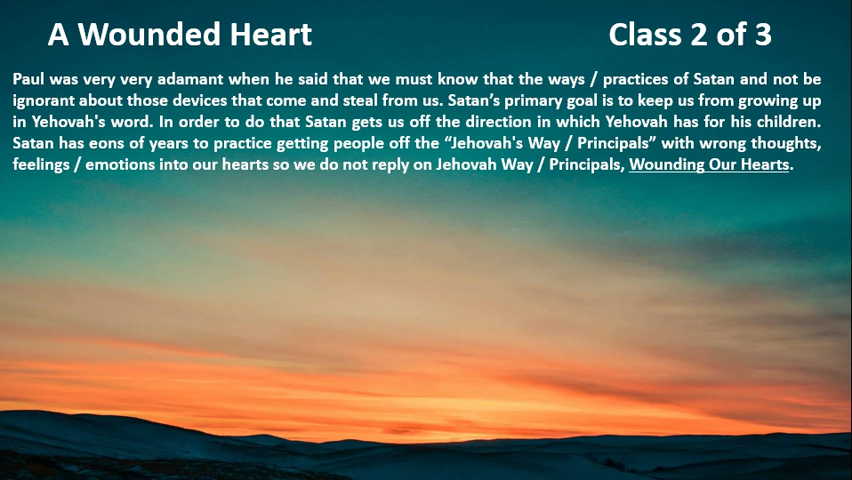 A Wounded Heart Class 2 of 3
Paul was very very adamant when he said that we must know that the ways / practices of Satan and not be
ignorant about those devices that come and steal from us. Satan’s primary goal is to keep us from growing up
in Yehovah's word. In order to do that Satan gets us off the direction in which Yehovah has for his children.
Satan has eons of years to practice getting people off the “Jehovah's Way / Principals” with wrong thoughts,
feelings / emotions into our hearts so we do not reply on Jehovah Way / Principals, Wounding Our Hearts.